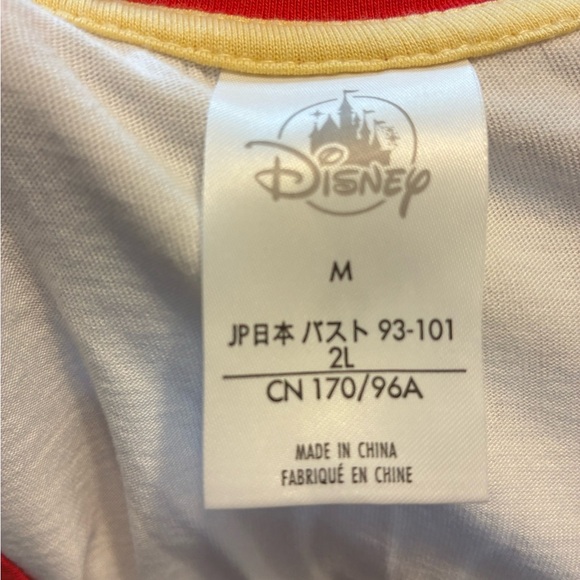 Disney
M
JP日本 バスト 93-101
2L
CN 170/96A
MADE IN CHINA
FABRIQUÉ EN CHINE